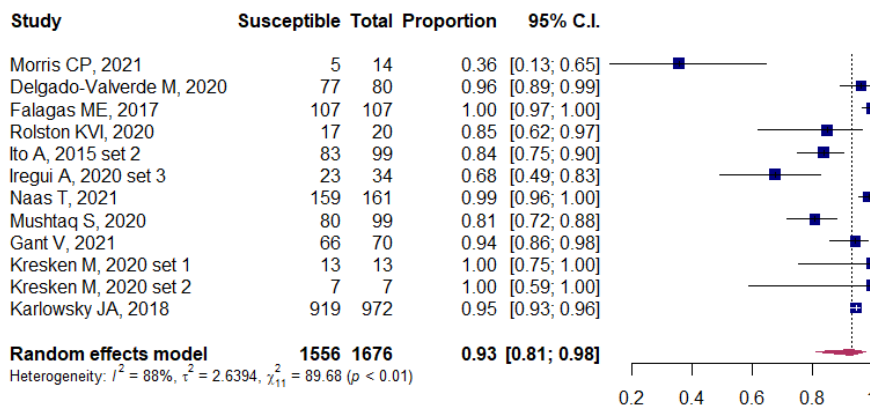 Study Susceptible Total Proportion 95% C.I.
Morris CP, 2021 5 14 0.36 [0.13; 0.65]
Delgado-Valverde M, 2020 77 80 0.96 [0.89; 0.99]
Falagas ME, 2017 107 107 1.00 [0.97; 1.00]
Rolston KVI, 2020 17 20 0.85 [0.62; 0.97]
Ito A, 2015 set 2 83 99 0.84 [0.75; 0.90]
Iregui A, 2020 set 3 23 34 0.68 [0.49; 0.83]
Naas T, 2021 159 161 0.99 [0.96; 1.00]
Mushtaq S, 2020 80 99 0.81 [0.72; 0.88]
Gant V, 2021 66 70 0.94 [0.86; 0.98]
Kresken M, 2020 set 1 13 13 1.00 [0.75; 1.00]
Kresken M, 2020 set 2 7 7 1.00 [0.59; 1.00]
Karlowsky JA, 2018 919 972 0.95 [0.93; 0.96]
Random effects model 1556 1676 0.93 [0.81; 0.98]
Heterogeneity: I² = 88%, τ² = 2.6394, χ²₁₁ = 89.68 (p < 0.01)
0.2 0.4 0.6 0.8 1